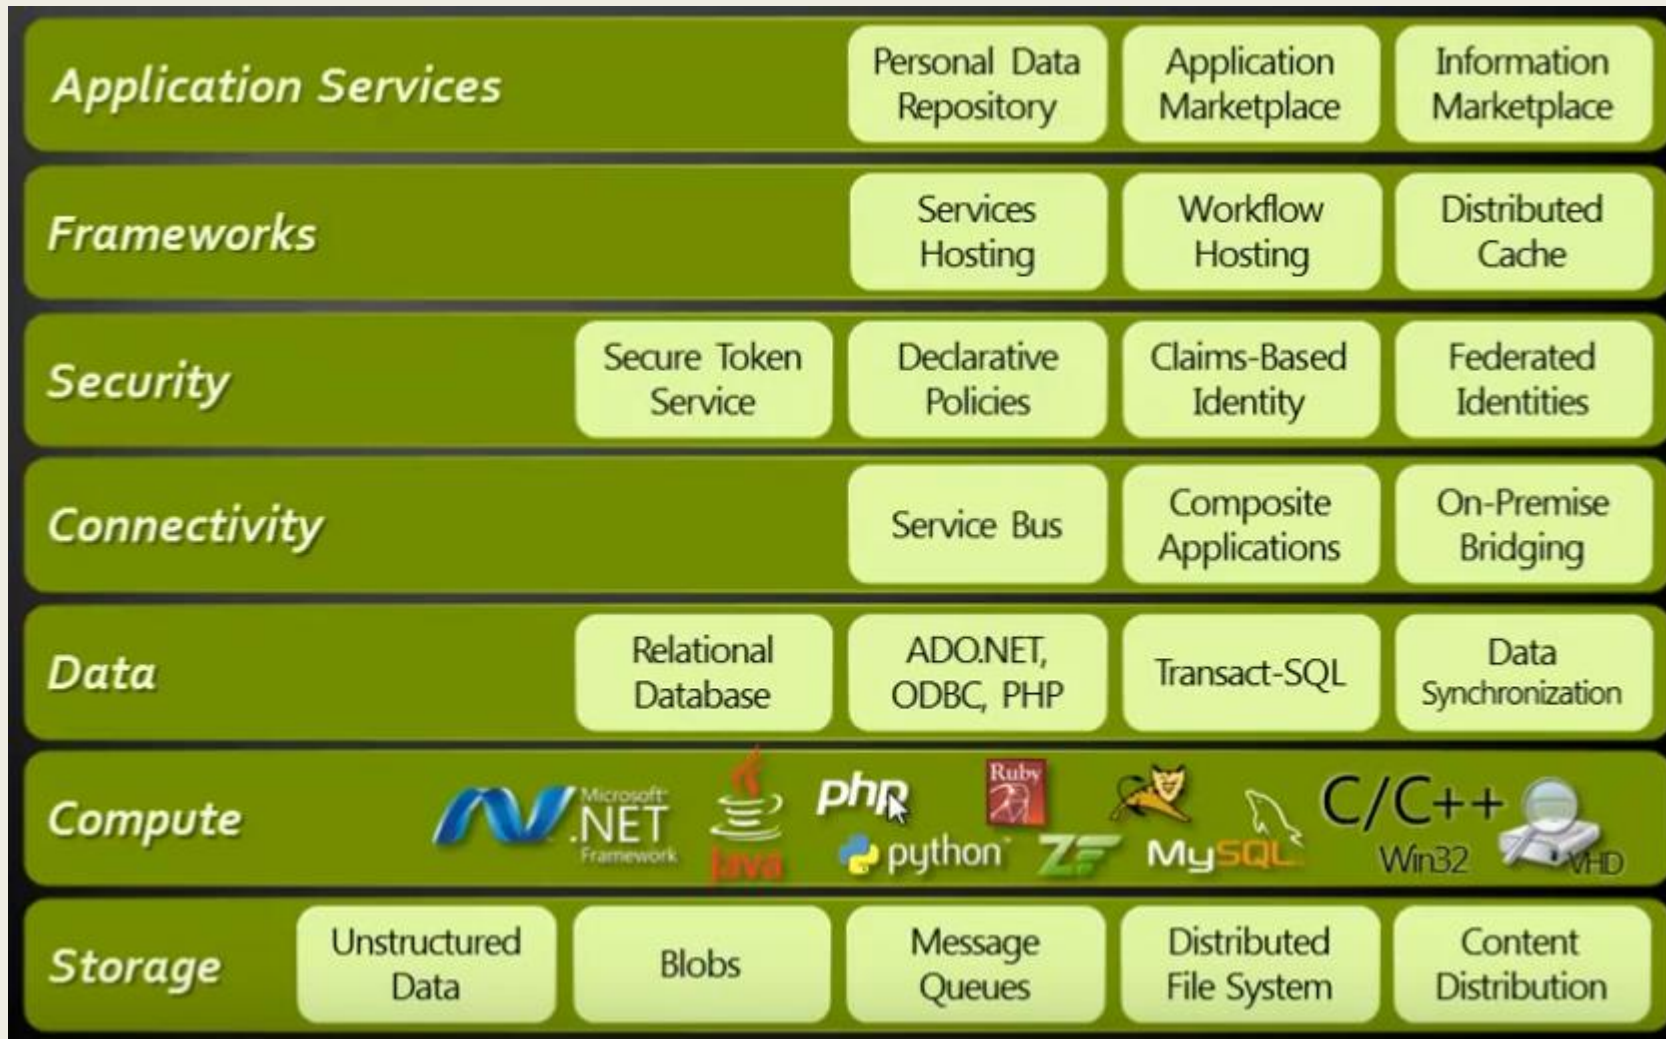 Application Services
Personal Data
Repository
Application
Marketplace
Information
Marketplace
Frameworks
Services
Hosting
Workflow
Hosting
Distributed
Cache
Security
Secure Token
Service
Declarative
Policies
Claims-Based
Identity
Federated
Identities
Connectivity
Service Bus
Composite
Applications
On-Premise
Bridging
Data
Relational
Database
ADO.NET,
ODBC, PHP
Transact-SQL
Data
Synchronization
Compute
Microsoft
.NET
Framework
Java
php
Ruby
python
ZF
MySQL
C/C++
Win32
VHD
Storage
Unstructured
Data
Blobs
Message
Queues
Distributed
File System
Content
Distribution